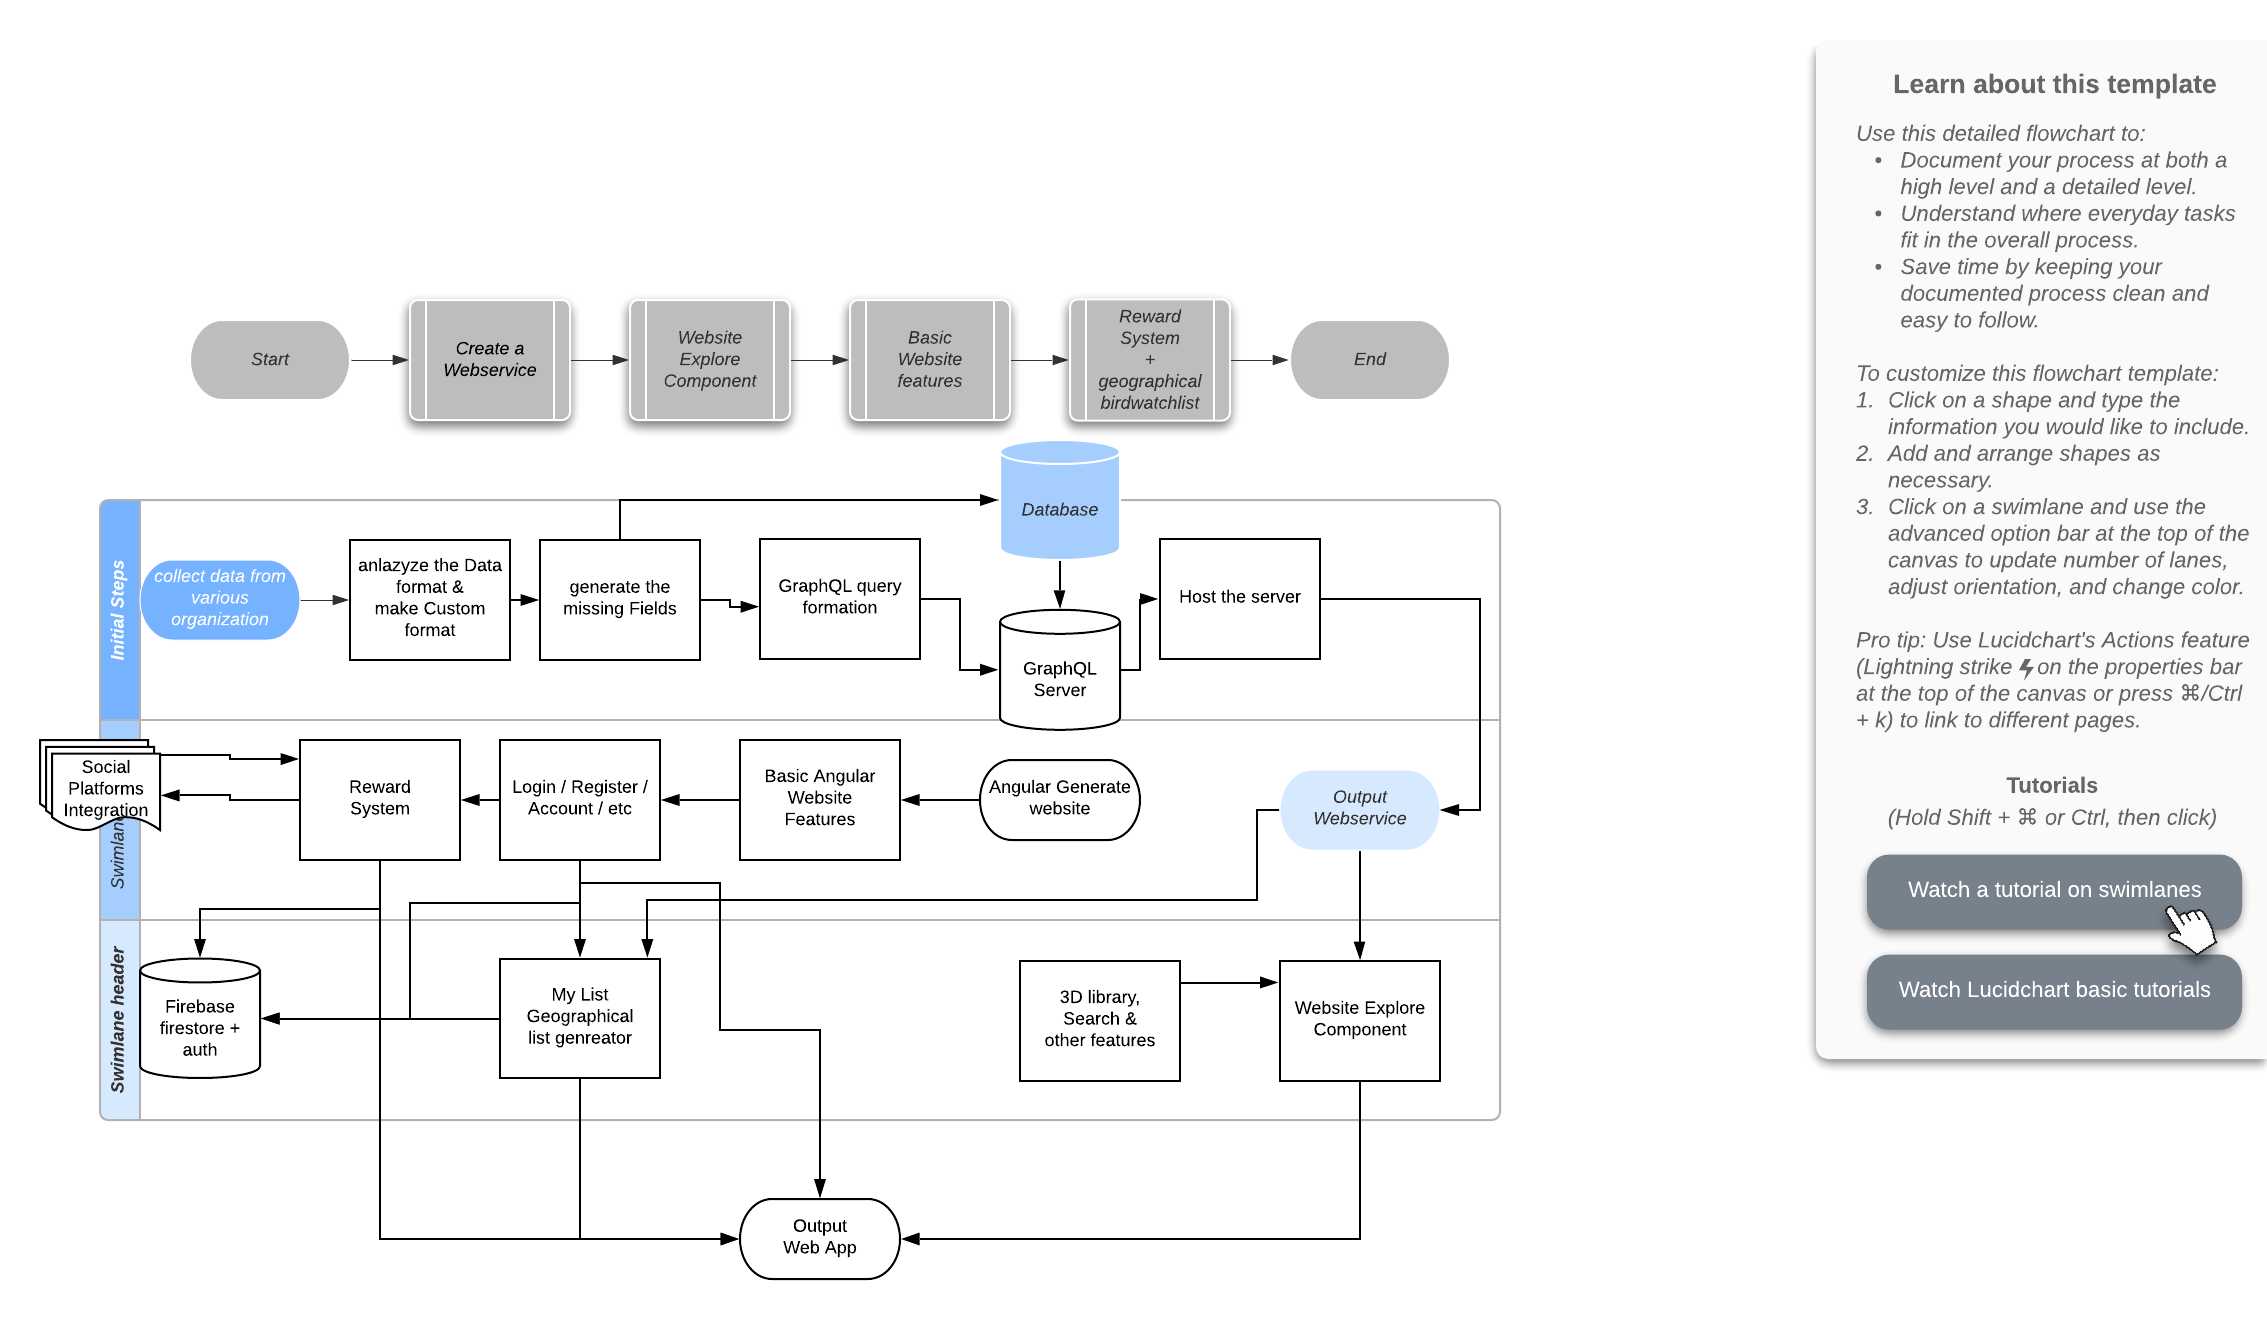 Start
Create a
Webservice
Website
Explore
Component
Basic
Website
features
Reward
System
+
geographical
birdwatchlist
End
Database
Initial Steps
collect data from
various
organization
anlazyze the Data
format &
make Custom
format
generate the
missing Fields
GraphQL query
formation
GraphQL
Server
Host the server
Swimlane
Social
Platforms
Integration
Reward
System
Login / Register /
Account / etc
Basic Angular
Website
Features
Angular Generate
website
Output
Webservice
Swimlane header
Firebase
firestore +
auth
My List
Geographical
list genreator
3D library,
Search &
other features
Website Explore
Component
Output
Web App
Learn about this template
Use this detailed flowchart to:
• Document your process at both a
high level and a detailed level.
• Understand where everyday tasks
fit in the overall process.
• Save time by keeping your
documented process clean and
easy to follow.
To customize this flowchart template:
1. Click on a shape and type the
information you would like to include.
2. Add and arrange shapes as
necessary.
3. Click on a swimlane and use the
advanced option bar at the top of the
canvas to update number of lanes,
adjust orientation, and change color.
Pro tip: Use Lucidchart's Actions feature
(Lightning strike on the properties bar
at the top of the canvas or press ⌘/Ctrl
+ k) to link to different pages.
Tutorials
(Hold Shift + ⌘ or Ctrl, then click)
Watch a tutorial on swimlanes
Watch Lucidchart basic tutorials